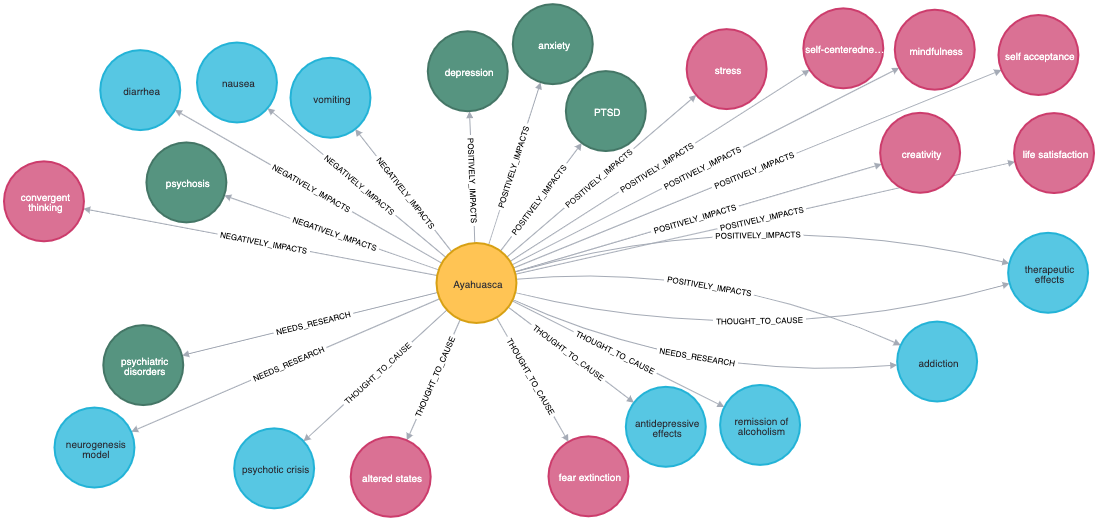 anxiety
self-centeredne...
mindfulness
self acceptance
depression
stress
nausea
diarrhea
vomiting
PTSD
creativity
life satisfaction
psychosis
convergent
thinking
NEGATIVELY_IMPACTS
NEGATIVELY_IMPACTS
NEGATIVELY_IMPACTS
NEGATIVELY_IMPACTS
NEGATIVELY_IMPACTS
POSITIVELY_IMPACTS
POSITIVELY_IMPACTS
POSITIVELY_IMPACTS
POSITIVELY_IMPACTS
POSITIVELY_IMPACTS
POSITIVELY_IMPACTS
POSITIVELY_IMPACTS
POSITIVELY_IMPACTS
POSITIVELY_IMPACTS
POSITIVELY_IMPACTS
POSITIVELY_IMPACTS
Ayahuasca
therapeutic
effects
THOUGHT_TO_CAUSE
NEEDS_RESEARCH
NEEDS_RESEARCH
NEEDS_RESEARCH
THOUGHT_TO_CAUSE
THOUGHT_TO_CAUSE
THOUGHT_TO_CAUSE
THOUGHT_TO_CAUSE
THOUGHT_TO_CAUSE
psychiatric
disorders
addiction
neurogenesis
model
psychotic crisis
altered states
fear extinction
antidepressive
effects
remission of
alcoholism